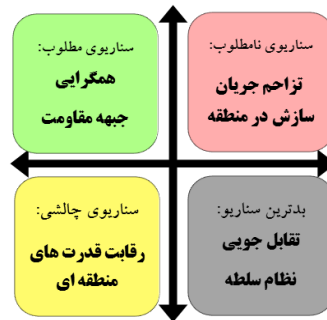 سناریوی نامطلوب:
تزاحم جریان
سازش در منطقه
سناریوی مطلوب:
همگرایی
جبهه مقاومت
بدترین سناریو:
تقابل جویی
نظام سلطه
سناریوی چالشی:
رقابت قدرت های
منطقه ای